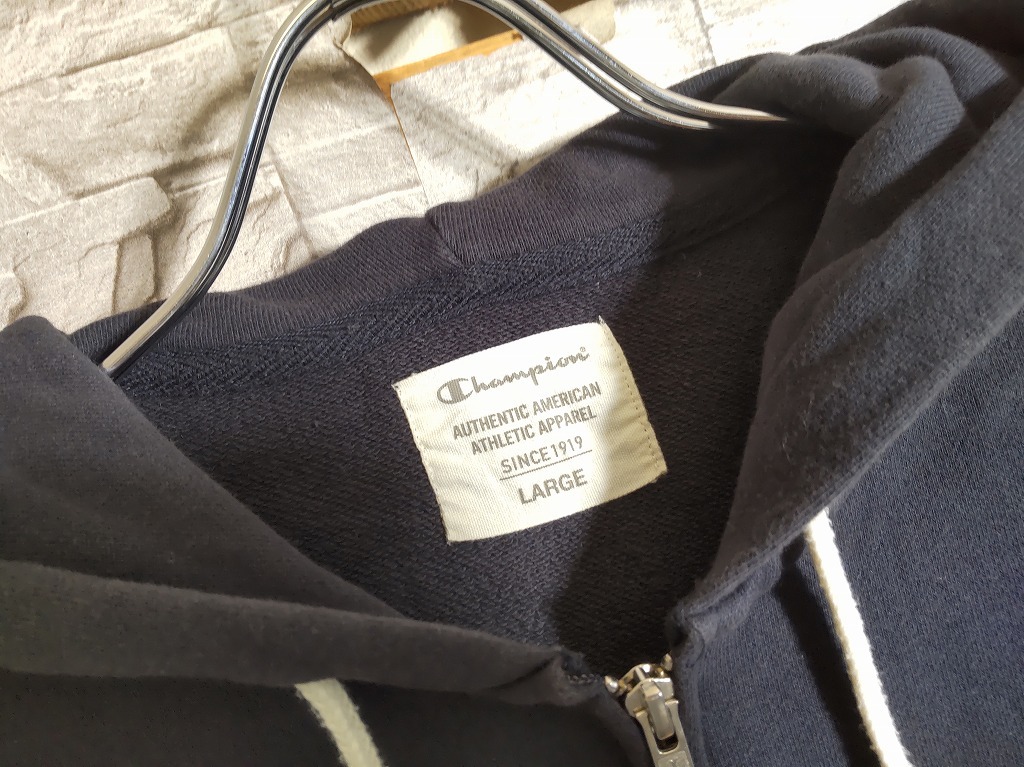 Champion
AUTHENTIC AMERICAN
ATHLETIC APPAREL
SINCE 1919
LARGE